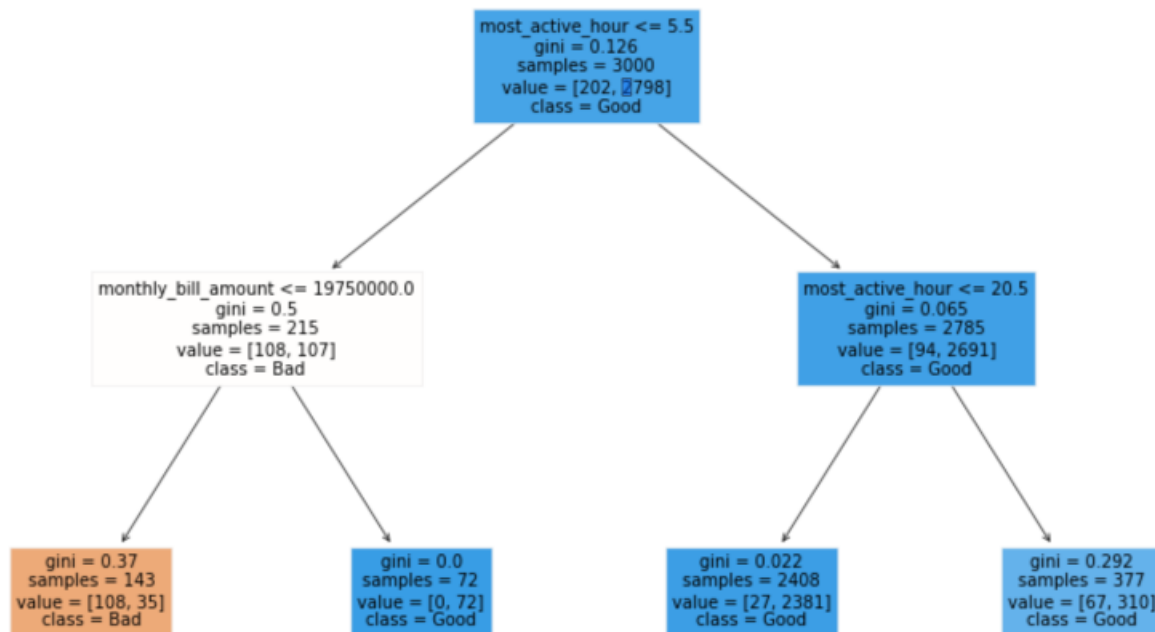 most_active_hour <= 5.5
gini = 0.126
samples = 3000
value = [202, 2798]
class = Good
monthly_bill_amount <= 19750000.0
gini = 0.5
samples = 215
value = [108, 107]
class = Bad
most_active_hour <= 20.5
gini = 0.065
samples = 2785
value = [94, 2691]
class = Good
gini = 0.37
samples = 143
value = [108, 35]
class = Bad
gini = 0.0
samples = 72
value = [0, 72]
class = Good
gini = 0.022
samples = 2408
value = [27, 2381]
class = Good
gini = 0.292
samples = 377
value = [67, 310]
class = Good